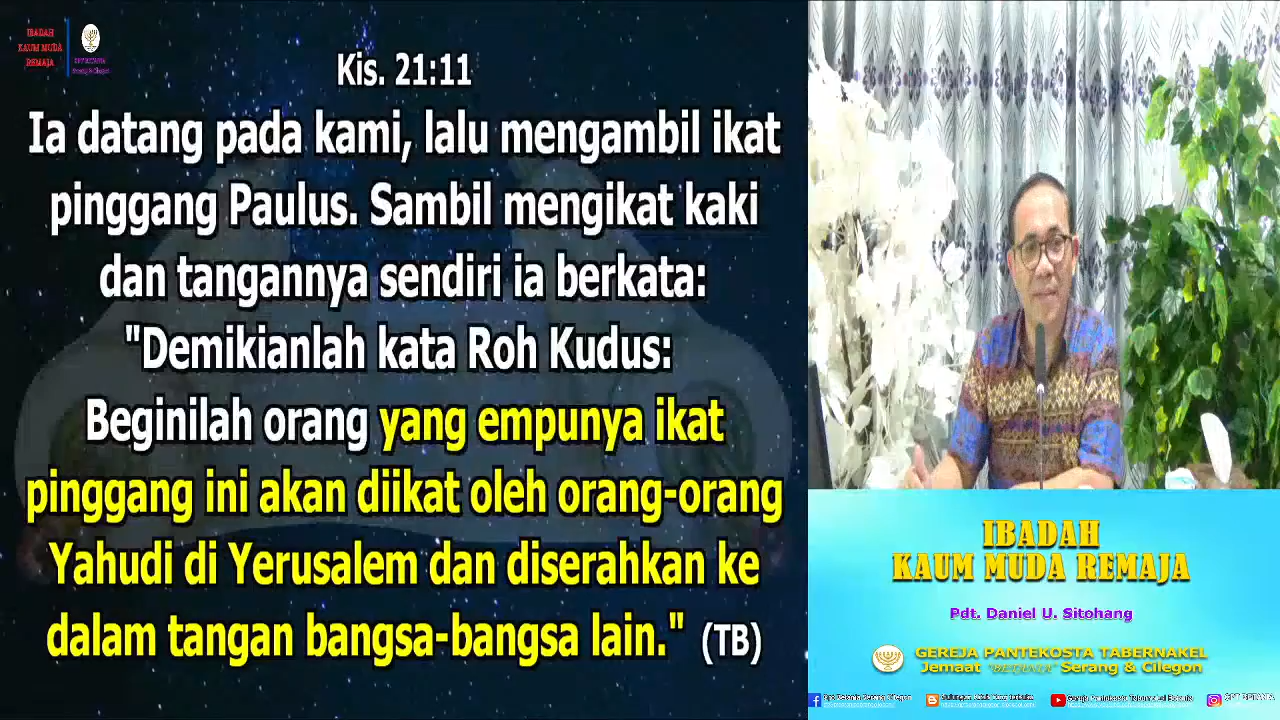 IBADAH
KAUM MUDA
REMAJA
Kis. 21:11
Ia datang pada kami, lalu mengambil ikat
pinggang Paulus. Sambil mengikat kaki
dan tangannya sendiri ia berkata:
"Demikianlah kata Roh Kudus:
Beginilah orang yang empunya ikat
pinggang ini akan diikat oleh orang-orang
Yahudi di Yerusalem dan diserahkan ke
dalam tangan bangsa-bangsa lain." (TB)
IBADAH
KAUM MUDA REMAJA
Pdt. Daniel U. Sitohang
GEREJA PANTEKOSTA TABERNAKEL
Jemaat "BETANIA" Serang & Cilegon